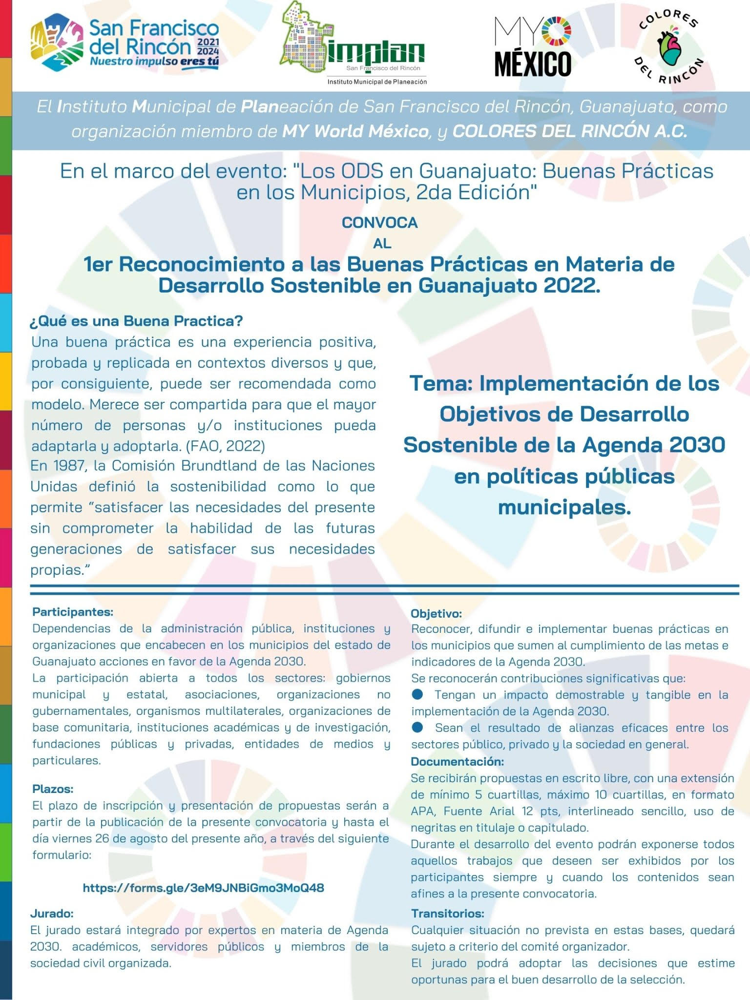 San Francisco
del Rincón 2021
2024
Nuestro impulso eres tú
implan
San Francisco del Rincón
Instituto Municipal de Planeación
MY
MÉXICO
COLORES
DEL RINCÓN
El Instituto Municipal de Planeación de San Francisco del Rincón, Guanajuato, como
organización miembro de MY World México, y COLORES DEL RINCÓN A.C.
En el marco del evento: "Los ODS en Guanajuato: Buenas Prácticas
en los Municipios, 2da Edición"
CONVOCA
AL
1er Reconocimiento a las Buenas Prácticas en Materia de
Desarrollo Sostenible en Guanajuato 2022.
¿Qué es una Buena Practica?
Una buena práctica es una experiencia positiva,
probada y replicada en contextos diversos y que,
por consiguiente, puede ser recomendada como
modelo. Merece ser compartida para que el mayor
número de personas y/o instituciones pueda
adaptarla y adoptarla. (FAO, 2022)
En 1987, la Comisión Brundtland de las Naciones
Unidas definió la sostenibilidad como lo que
permite “satisfacer las necesidades del presente
sin comprometer la habilidad de las futuras
generaciones de satisfacer sus necesidades
propias.”
Tema: Implementación de los
Objetivos de Desarrollo
Sostenible de la Agenda 2030
en políticas públicas
municipales.
Participantes:
Dependencias de la administración pública, instituciones y
organizaciones que encabecen en los municipios del estado de
Guanajuato acciones en favor de la Agenda 2030.
La participación abierta a todos los sectores: gobiernos
municipal y estatal, asociaciones, organizaciones no
gubernamentales, organismos multilaterales, organizaciones de
base comunitaria, instituciones académicas y de investigación,
fundaciones públicas y privadas, entidades de medios y
particulares.
Plazos:
El plazo de inscripción y presentación de propuestas serán a
partir de la publicación de la presente convocatoria y hasta el
día viernes 26 de agosto del presente año, a través del siguiente
formulario:
https://forms.gle/3eM9JNBiGmo3MoQ48
Jurado:
El jurado estará integrado por expertos en materia de Agenda
2030. académicos, servidores públicos y miembros de la
sociedad civil organizada.
Objetivo:
Reconocer, difundir e implementar buenas prácticas en
los municipios que sumen al cumplimiento de las metas e
indicadores de la Agenda 2030.
Se reconocerán contribuciones significativas que:
● Tengan un impacto demostrable y tangible en la
implementación de la Agenda 2030.
● Sean el resultado de alianzas eficaces entre los
sectores público, privado y la sociedad en general.
Documentación:
Se recibirán propuestas en escrito libre, con una extensión
de mínimo 5 cuartillas, máximo 10 cuartillas, en formato
APA, Fuente Arial 12 pts, interlineado sencillo, uso de
negritas en titulaje o capitulado.
Durante el desarrollo del evento podrán exponerse todos
aquellos trabajos que deseen ser exhibidos por los
participantes siempre y cuando los contenidos sean
afines a la presente convocatoria.
Transitorios:
Cualquier situación no prevista en estas bases, quedará
sujeto a criterio del comité organizador.
El jurado podrá adoptar las decisiones que estime
oportunas para el buen desarrollo de la selección.